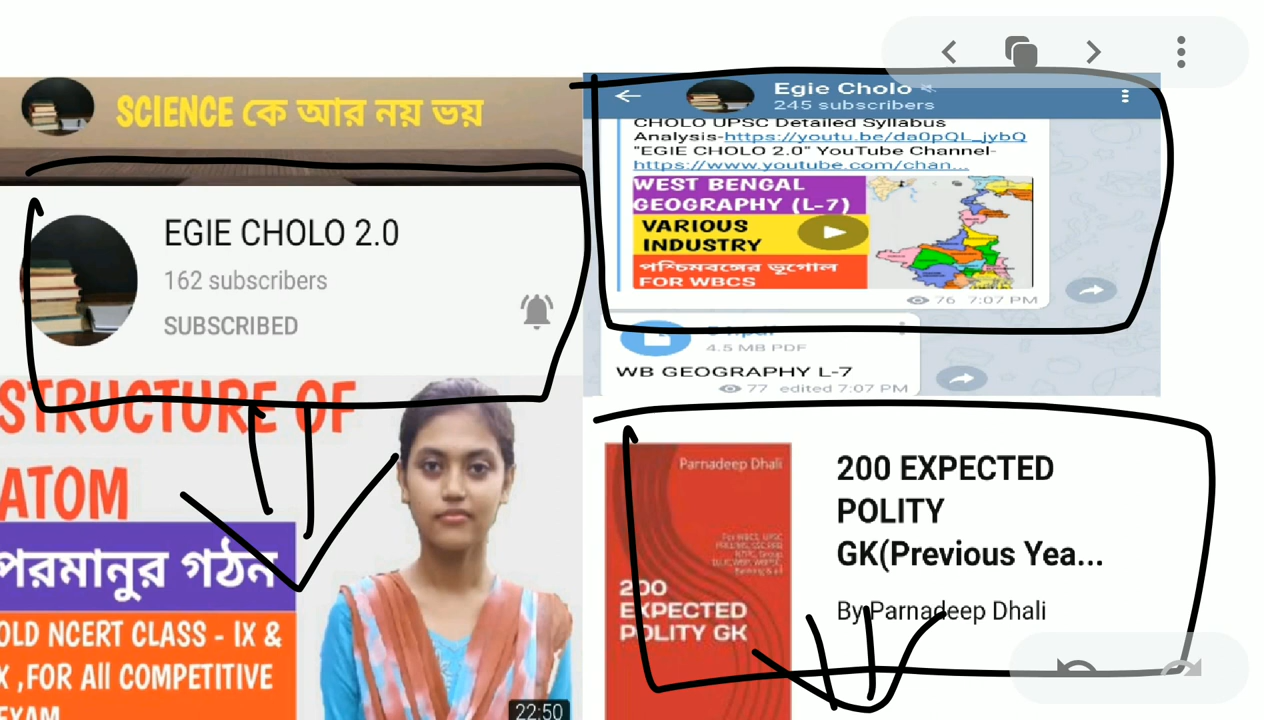 SCIENCE কে আর নয় ভয়
EGIE CHOLO 2.0
162 subscribers
SUBSCRIBED
STRUCTURE OF
ATOM
পরমানুর গঠন
OLD NCERT CLASS - IX &
X ,FOR All COMPETITIVE
EXAM
22:50
Egie Cholo
245 subscribers
CHOLO UPSC Detailed Syllabus
Analysis-https://youtu.be/da0pQL_jybQ
"EGIE CHOLO 2.0" YouTube Channel-
https://www.youtube.com/chan...
WEST BENGAL
GEOGRAPHY (L-7)
VARIOUS
INDUSTRY
পশ্চিমবঙ্গের ভূগোল
FOR WBCS
76 7:07 PM
4.5 MB PDF
WB GEOGRAPHY L-7
77 edited 7:07 PM
Parnadeep Dhali
200
EXPECTED
POLITY GK
200 EXPECTED
POLITY
GK(Previous Yea...
By Parnadeep Dhali